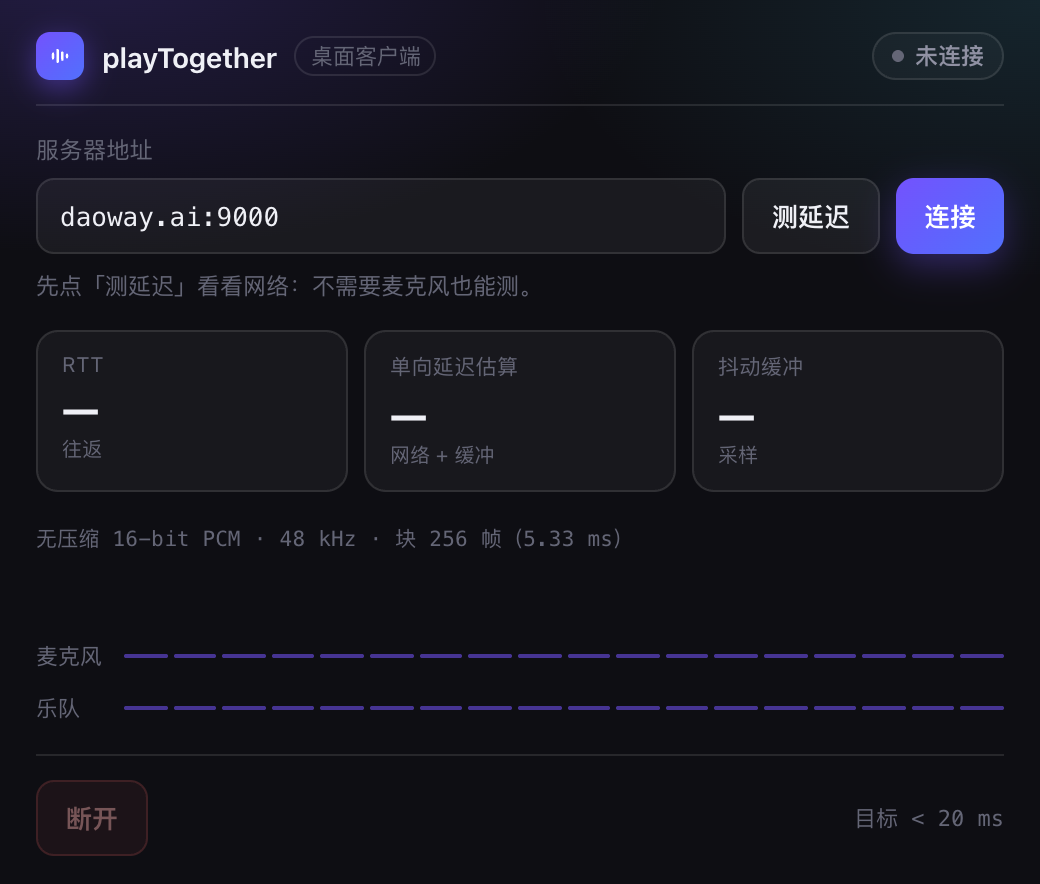 playTogether 桌面客户端 未连接
服务器地址
daoway.ai:9000 测延迟 连接
先点「测延迟」看看网络：不需要麦克风也能测。
RTT
—
往返
单向延迟估算
—
网络 + 缓冲
抖动缓冲
—
采样
无压缩 16-bit PCM · 48 kHz · 块 256 帧（5.33 ms）
麦克风
乐队
断开 目标 < 20 ms